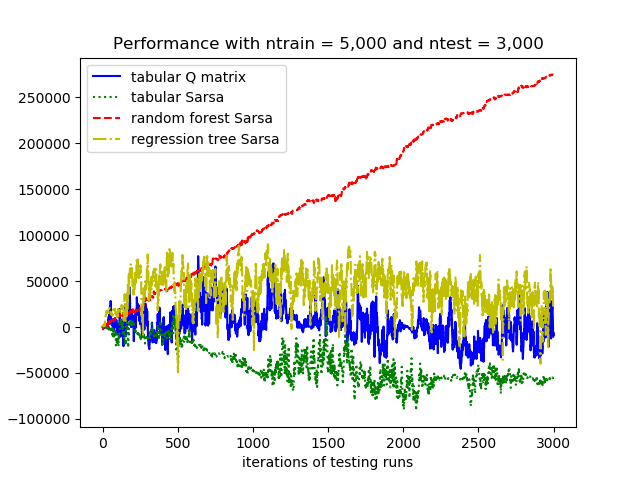 Performance with ntrain = 5,000 and ntest = 3,000
tabular Q matrix
tabular Sarsa
random forest Sarsa
regression tree Sarsa
250000
200000
150000
100000
50000
0
−50000
−100000
0 500 1000 1500 2000 2500 3000
iterations of testing runs